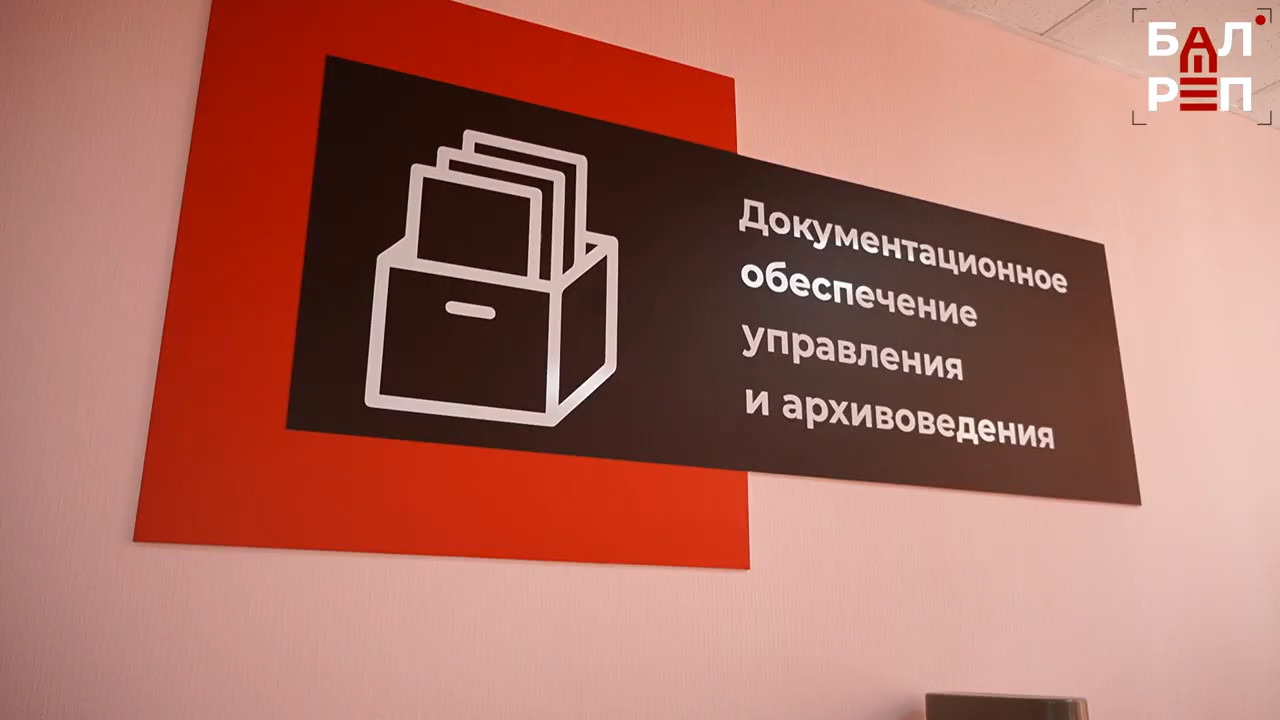 БАЛ
РЕП
Документационное
обеспечение
управления
и архивоведения